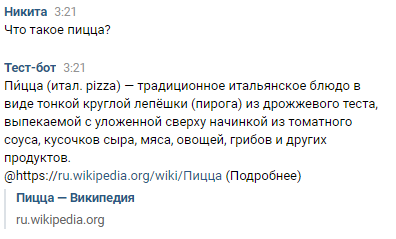 Никита 3:21
Что такое пицца?
Тест-бот 3:21
Пи́цца (итал. pizza) — традиционное итальянское блюдо в
виде тонкой круглой лепёшки (пирога) из дрожжевого теста,
выпекаемой с уложенной сверху начинкой из томатного
соуса, кусочков сыра, мяса, овощей, грибов и других
продуктов.
@https://ru.wikipedia.org/wiki/Пицца (Подробнее)
Пицца — Википедия
ru.wikipedia.org